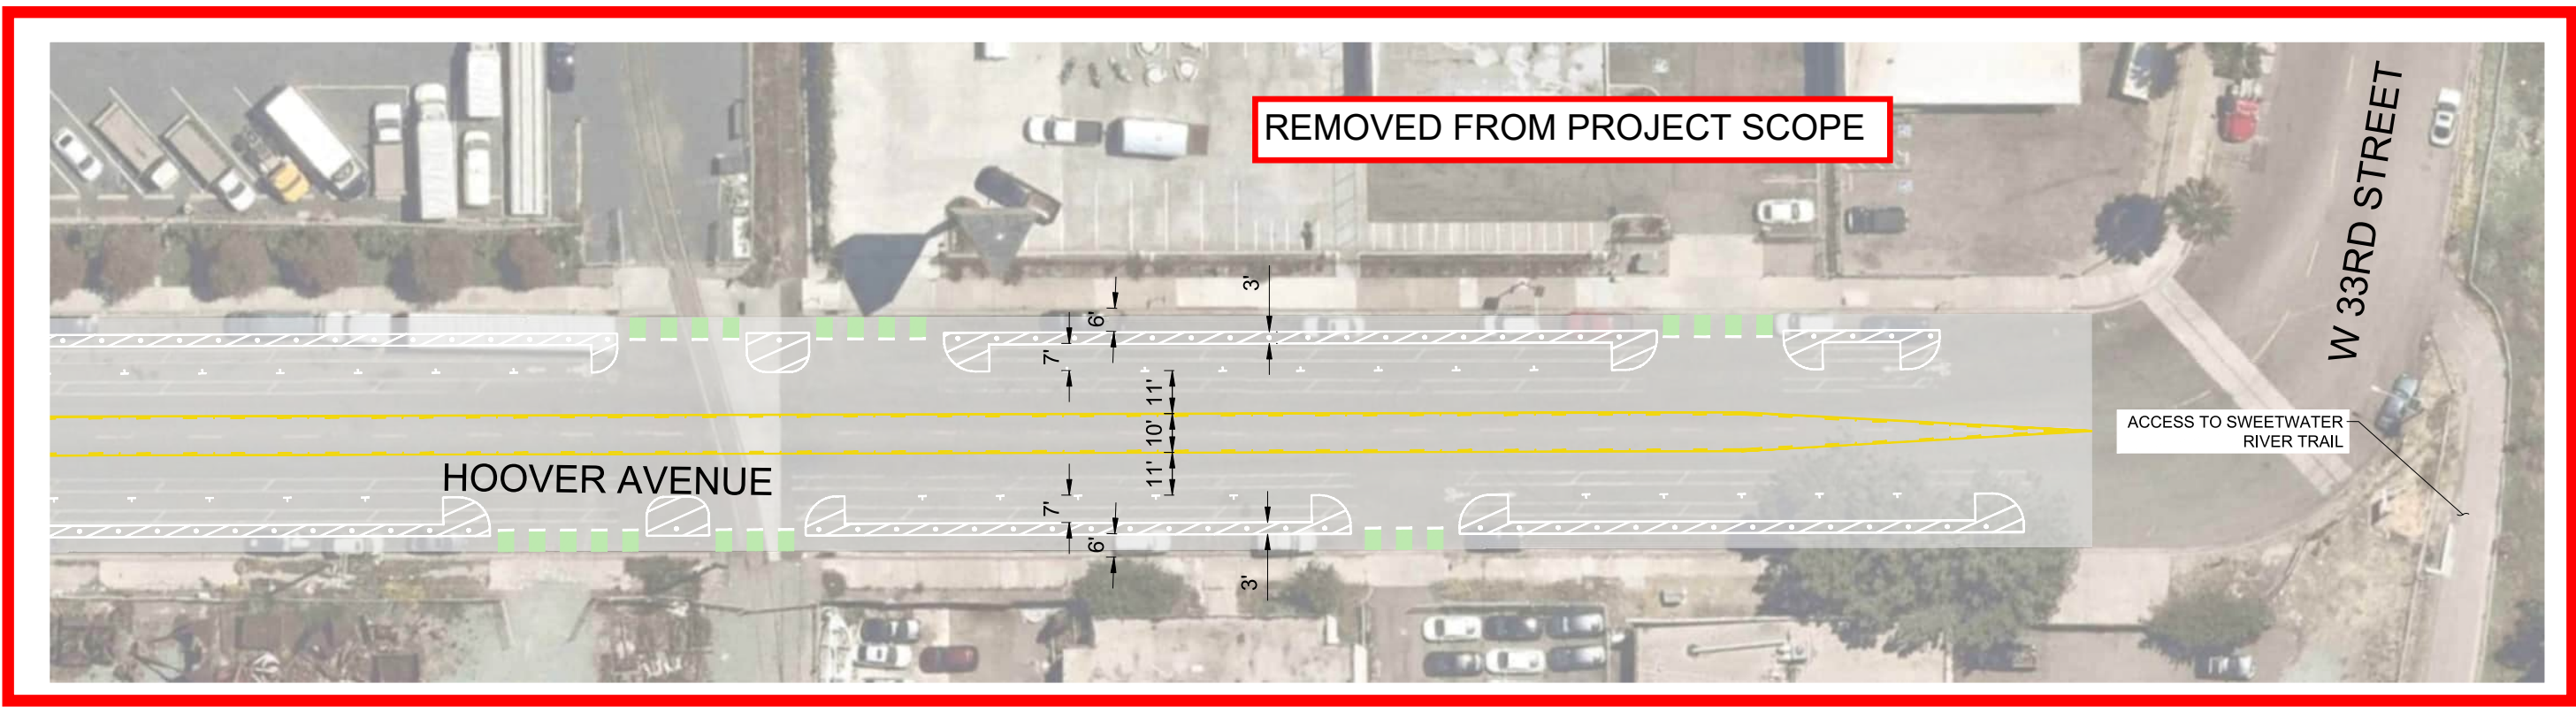 REMOVED FROM PROJECT SCOPE
W 33RD STREET
3'
6'
7'
11'
10'
11'
7'
6'
3'
HOOVER AVENUE
ACCESS TO SWEETWATER
RIVER TRAIL